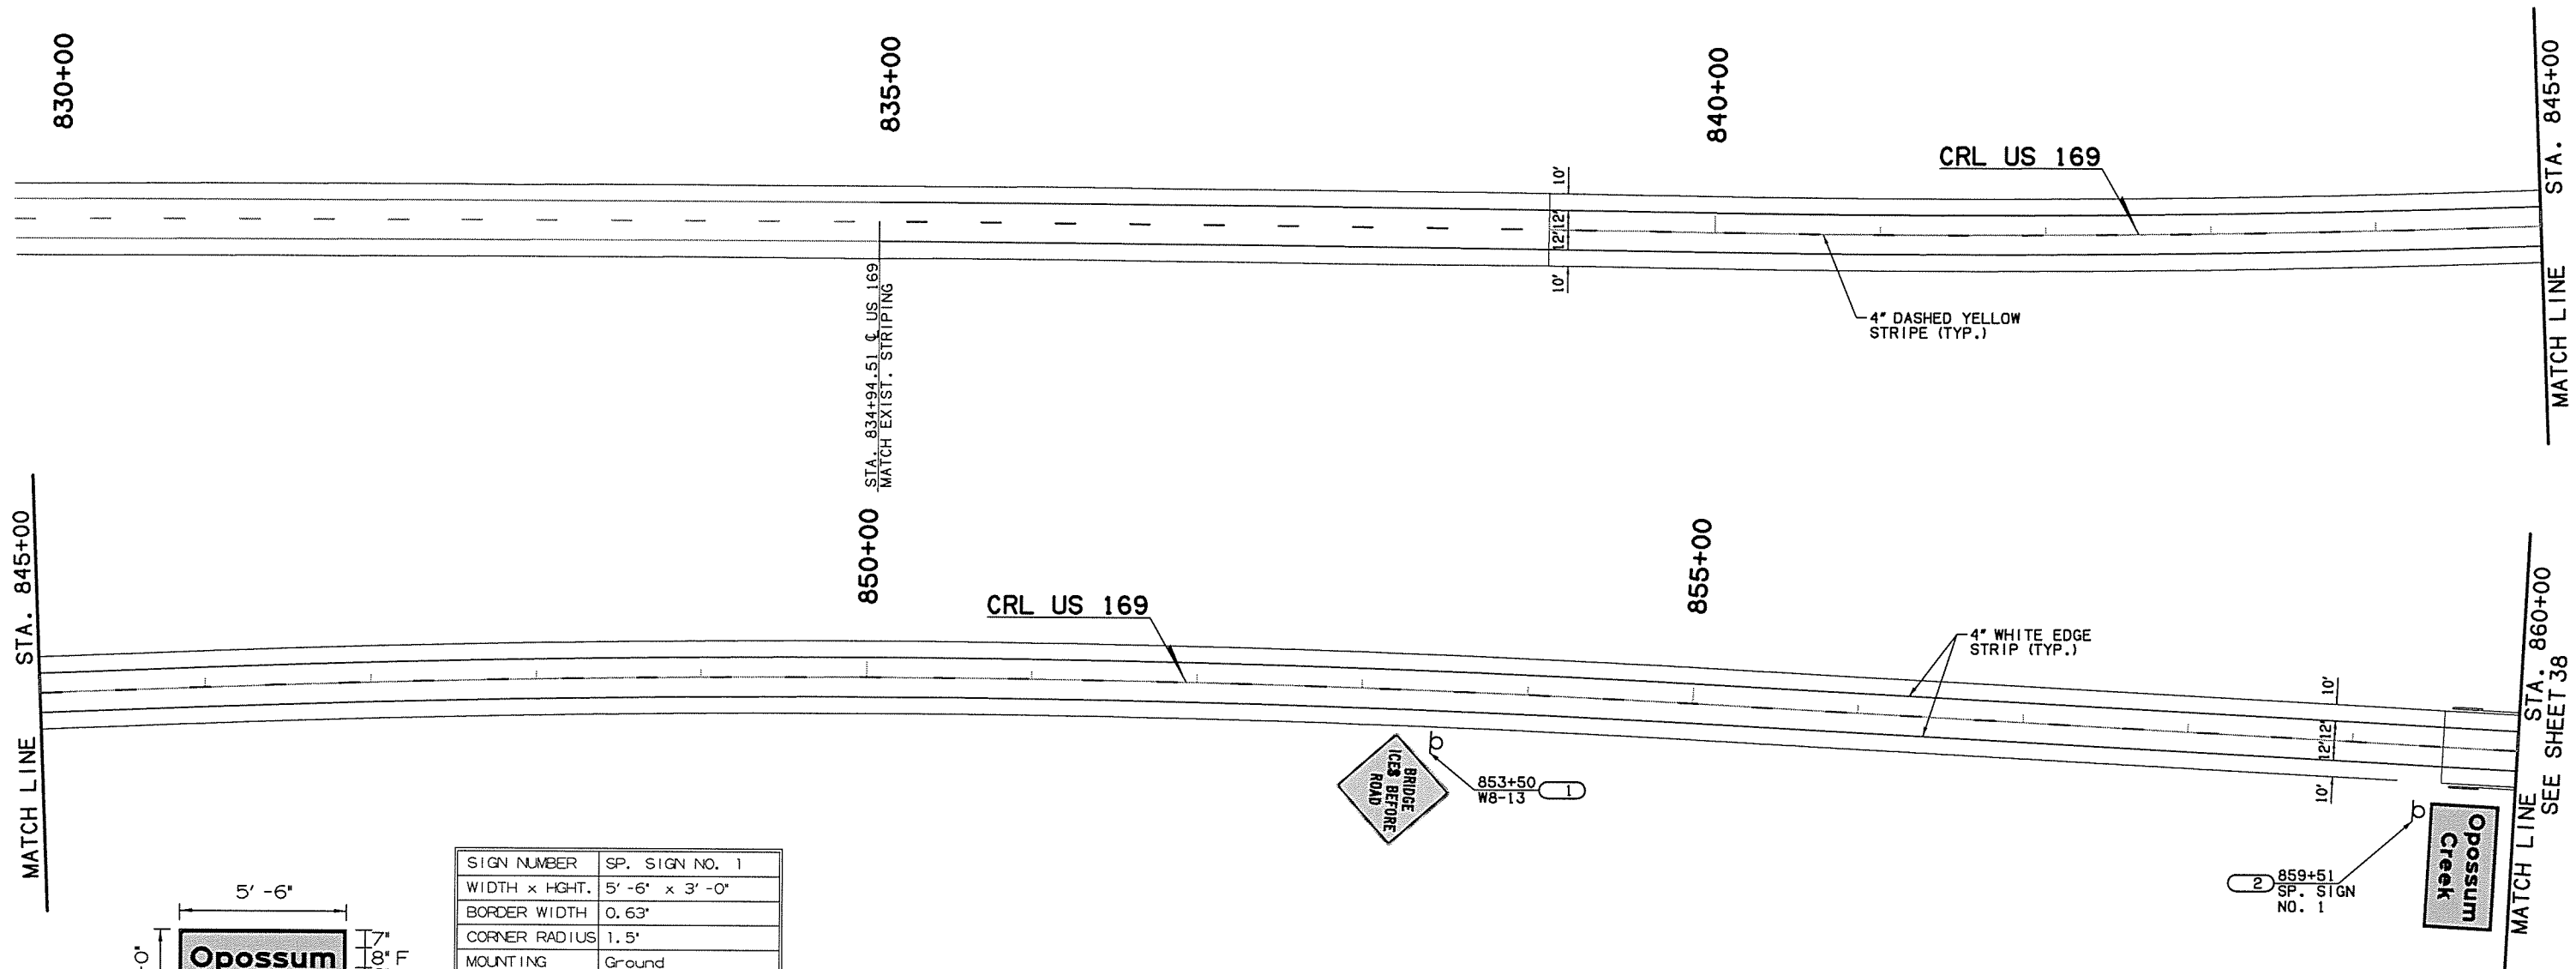 830+00
835+00
840+00
STA. 845+00
MATCH LINE
CRL US 169
10'
12'
12'
10'
4" DASHED YELLOW
STRIPE (TYP.)
STA. 834+94.51 ℄ US 169
MATCH EXIST. STRIPING
STA. 845+00
MATCH LINE
850+00
855+00
CRL US 169
4" WHITE EDGE
STRIP (TYP.)
10'
12'
12'
10'
STA. 860+00
MATCH LINE
SEE SHEET 38
BRIDGE
ICES BEFORE
ROAD
853+50
W8-13
1
Opossum
Creek
2
859+51
SP. SIGN
NO. 1
5'-6"
7"
8" F
Opossum
SIGN NUMBER SP. SIGN NO. 1
WIDTH x HGHT. 5'-6" x 3'-0"
BORDER WIDTH 0.63"
CORNER RADIUS 1.5"
MOUNTING Ground